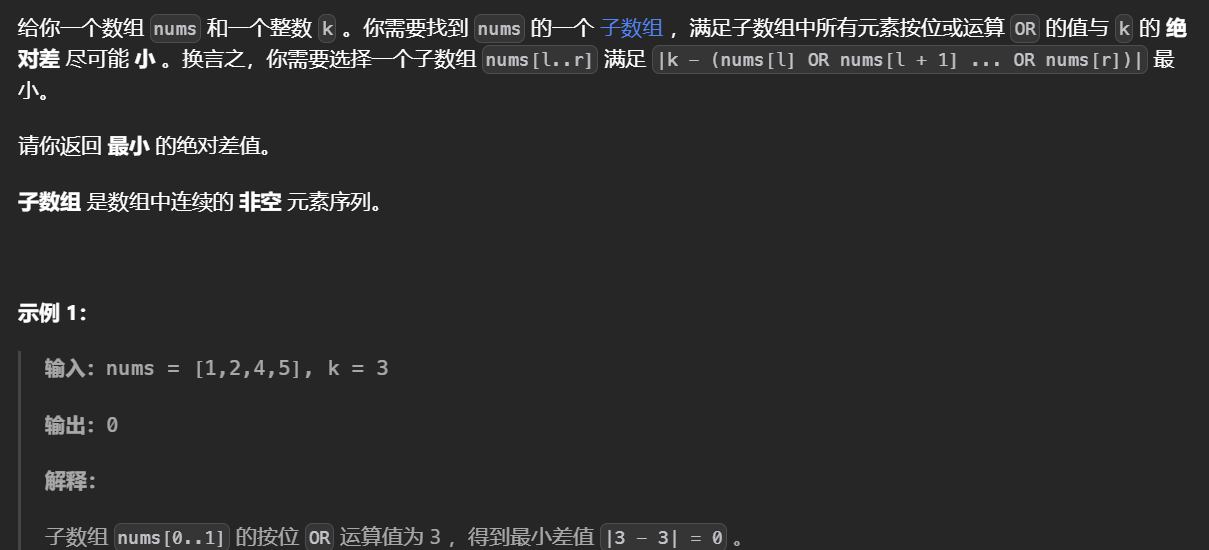 给你一个数组 nums 和一个整数 k 。你需要找到 nums 的一个 子数组 ，满足子数组中所有元素按位或运算 OR 的值与 k 的 绝
对差 尽可能 小 。换言之，你需要选择一个子数组 nums[l..r] 满足 |k - (nums[l] OR nums[l + 1] ... OR nums[r])| 最
小。
请你返回 最小 的绝对差值。
子数组 是数组中连续的 非空 元素序列。
示例 1：
输入：nums = [1,2,4,5], k = 3
输出：0
解释：
子数组 nums[0..1] 的按位 OR 运算值为 3 ，得到最小差值 |3 - 3| = 0 。